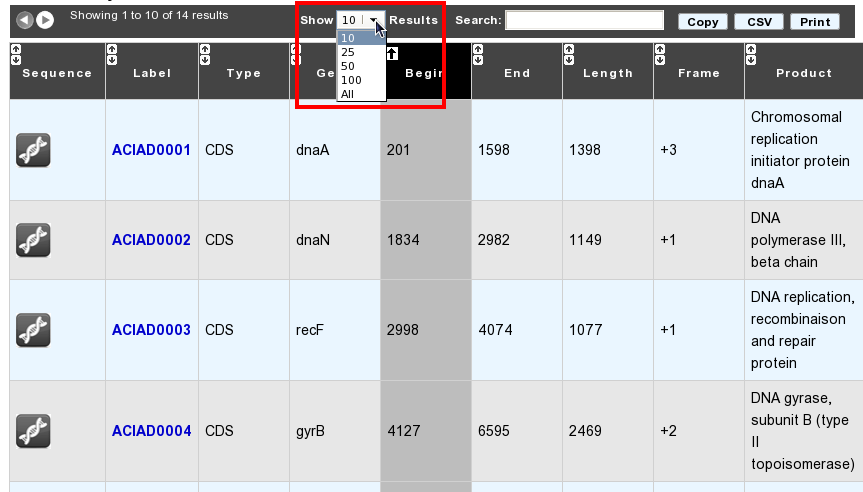 Showing 1 to 10 of 14 results Show 10 Results Search: Copy CSV Print
10
25
50
100
All
Sequence Label Type Ge Begin End Length Frame Product
ACIAD0001 CDS dnaA 201 1598 1398 +3 Chromosomal
replication
initiator protein
dnaA
ACIAD0002 CDS dnaN 1834 2982 1149 +1 DNA
polymerase III,
beta chain
ACIAD0003 CDS recF 2998 4074 1077 +1 DNA replication,
recombinaison
and repair
protein
ACIAD0004 CDS gyrB 4127 6595 2469 +2 DNA gyrase,
subunit B (type
II
topoisomerase)